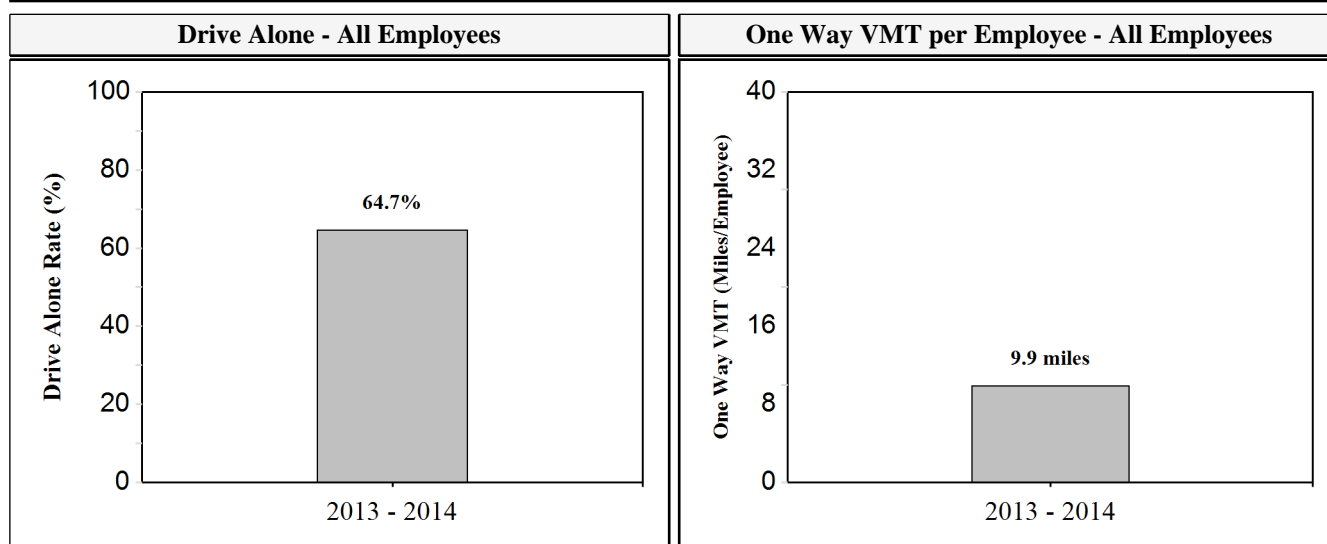 Drive Alone - All Employees
Drive Alone Rate (%)
100
80
60
40
20
0
64.7%
2013 - 2014
One Way VMT per Employee - All Employees
One Way VMT (Miles/Employee)
40
32
24
16
8
0
9.9 miles
2013 - 2014